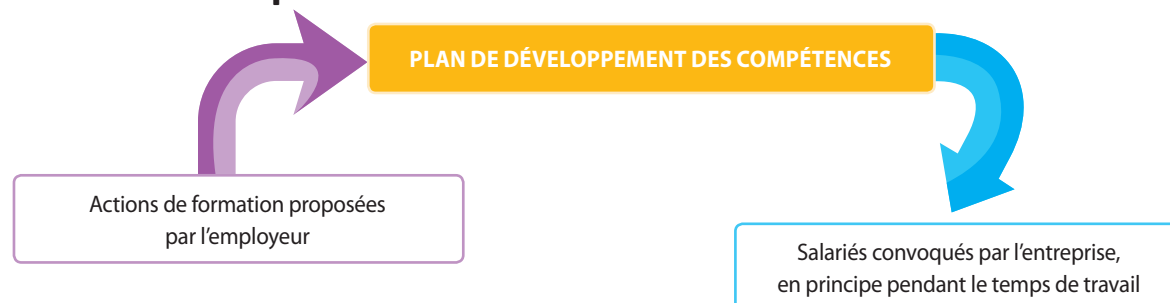 PLAN DE DÉVELOPPEMENT DES COMPÉTENCES
Actions de formation proposées
par l'employeur
Salariés convoqués par l'entreprise,
en principe pendant le temps de travail